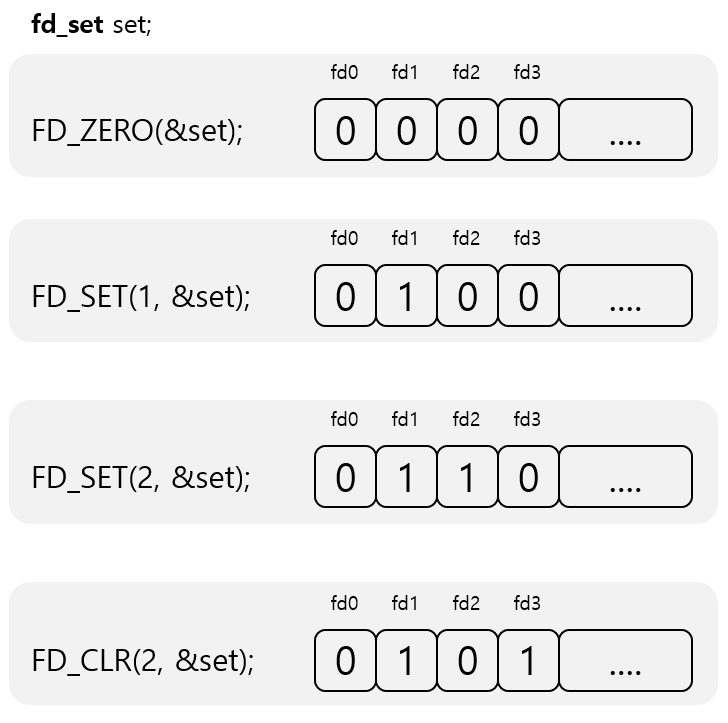 fd_set set;
fd0 fd1 fd2 fd3
FD_ZERO(&set); 0 0 0 0 ....
fd0 fd1 fd2 fd3
FD_SET(1, &set); 0 1 0 0 ....
fd0 fd1 fd2 fd3
FD_SET(2, &set); 0 1 1 0 ....
fd0 fd1 fd2 fd3
FD_CLR(2, &set); 0 1 0 1 ....